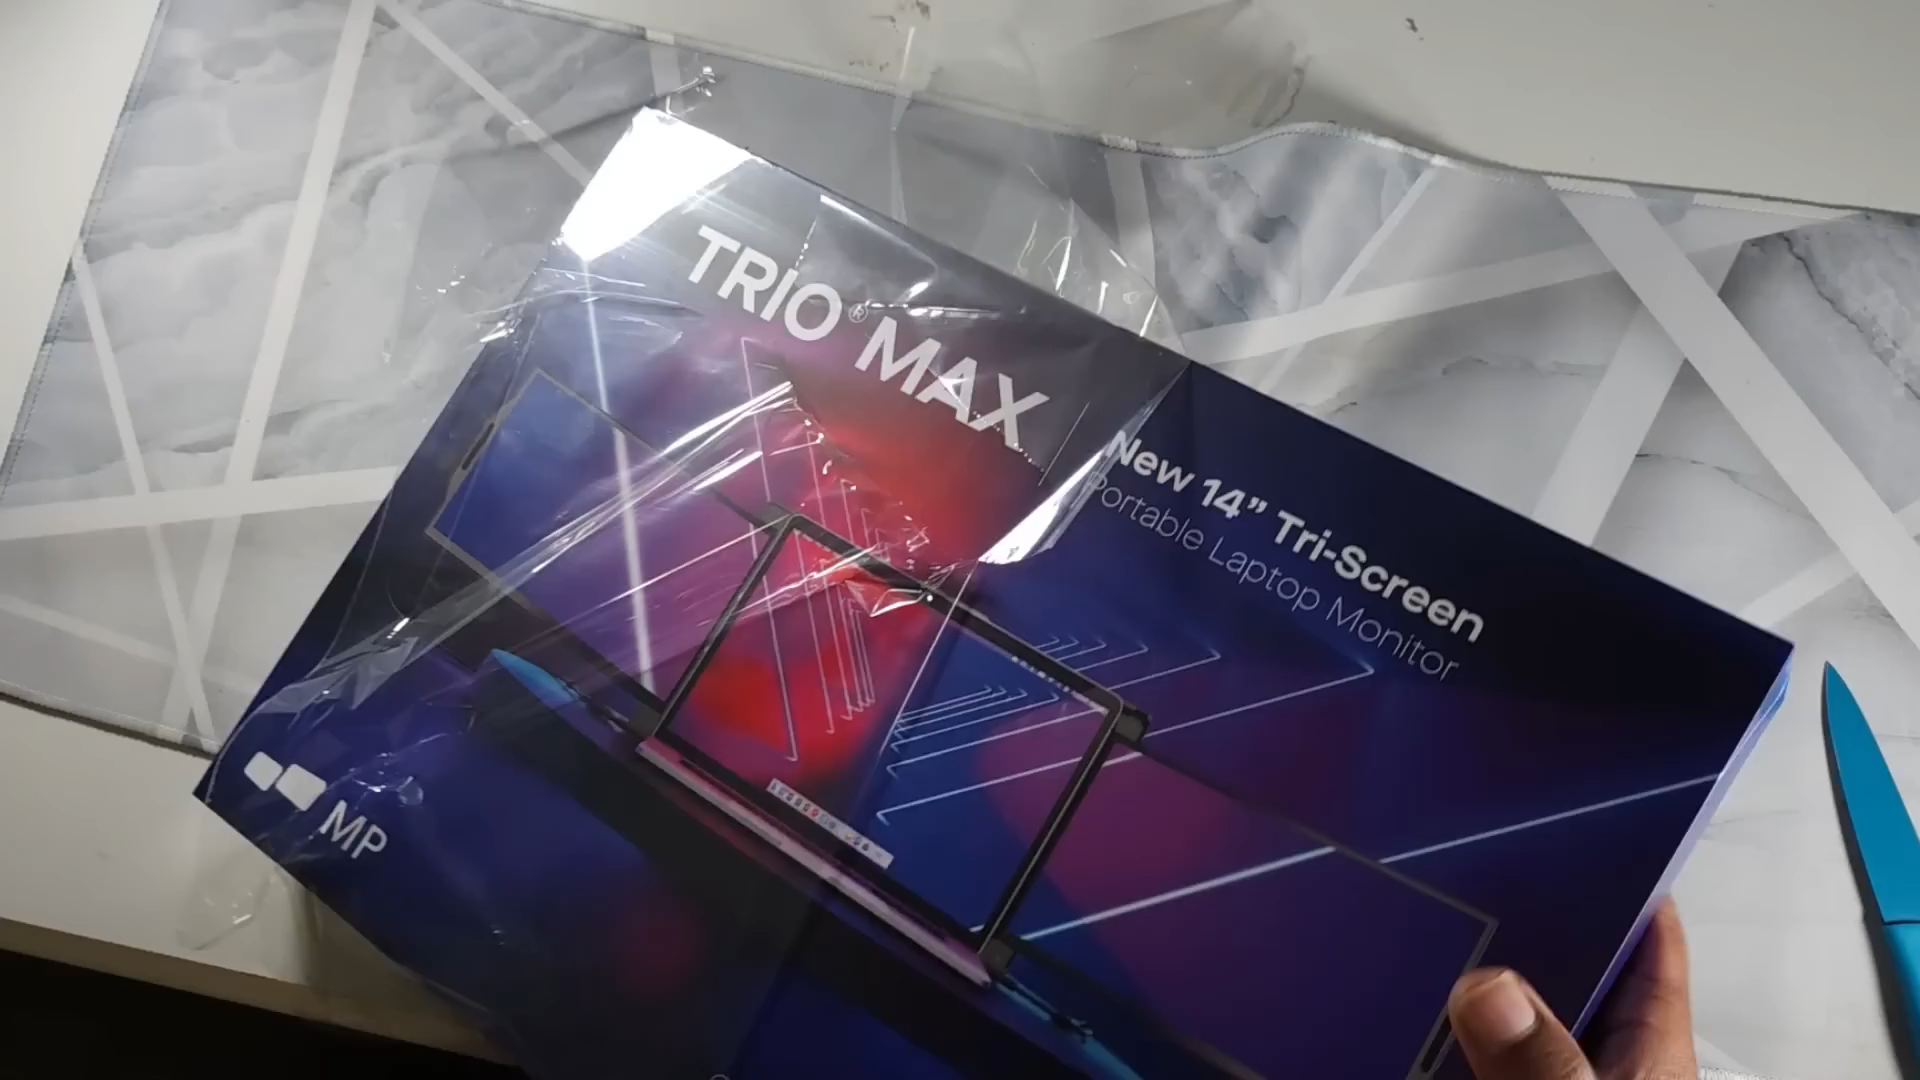 TRIO® MAX
New 14” Tri-Screen
Portable Laptop Monitor
MP